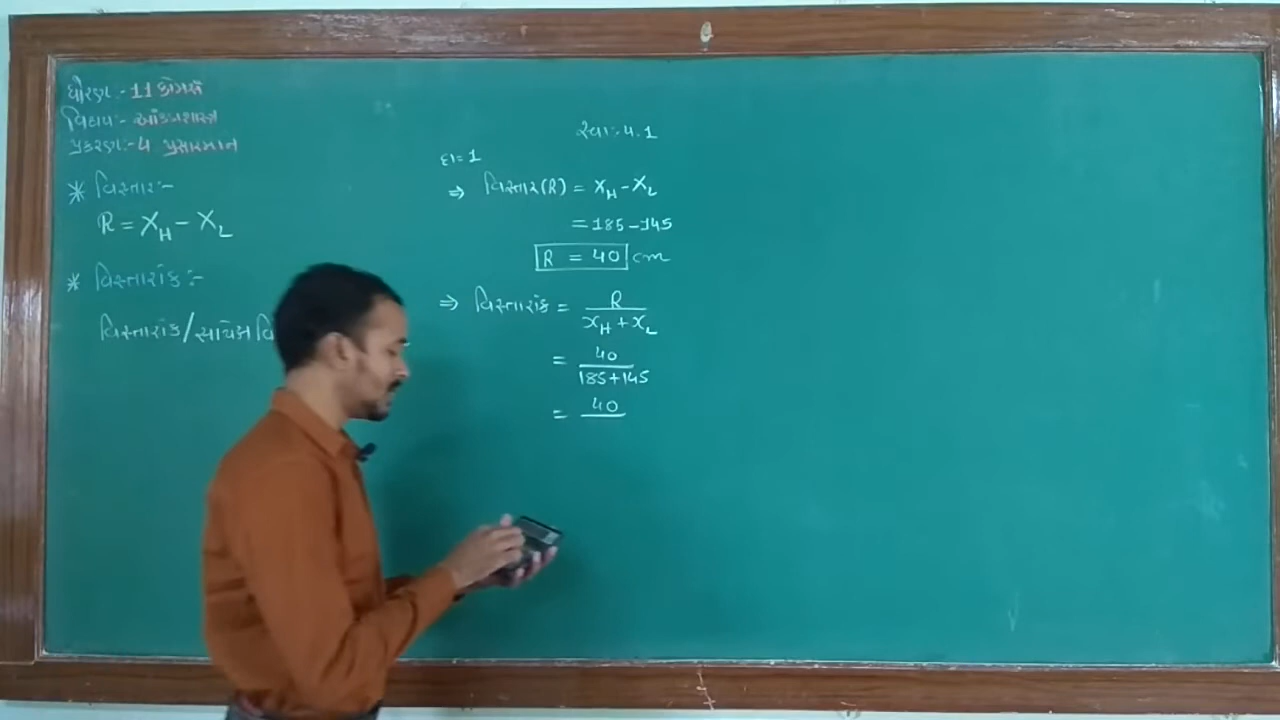 ધોરણ:- 11 કોમર્સ
વિષય:- આંકડાશાસ્ત્ર
પ્રકરણ:- 4 પ્રસારમાન
* વિસ્તાર:-
R = X_H - X_L
* વિસ્તારાંક:-
વિસ્તારાંક/સાપેક્ષ
સ્વા:-4.1
દા=1
⇒ વિસ્તાર(R) = X_H - X_L
= 185 - 145
R = 40 cm
⇒ વિસ્તારાંક = R / X_H + X_L
= 40 / 185+145
= 40